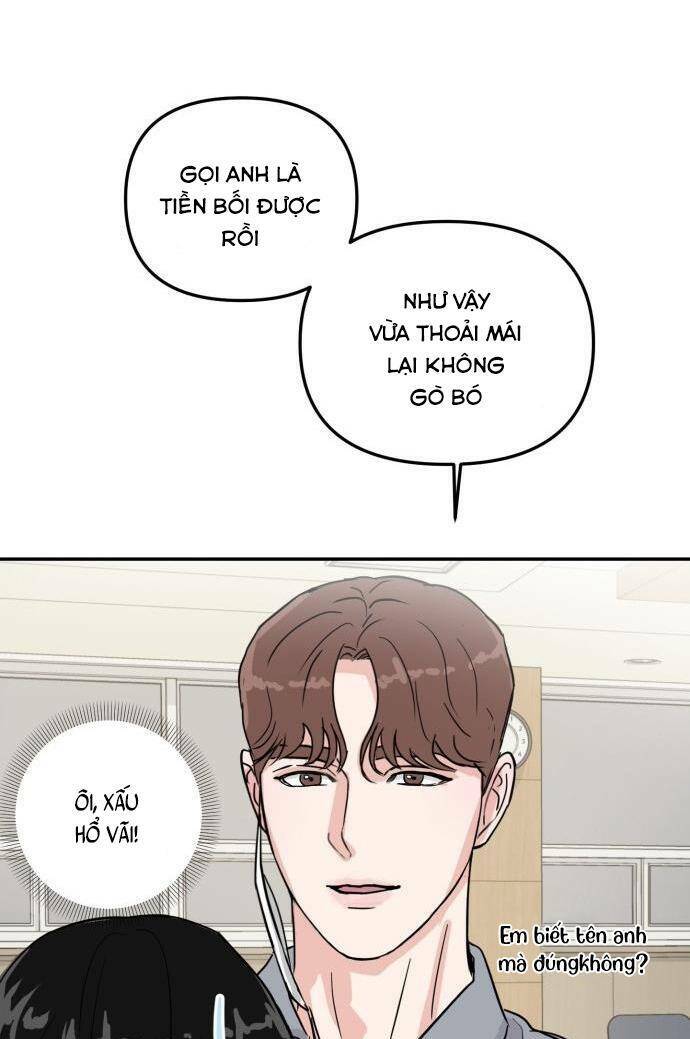 GỌI ANH LÀ
TIỀN BỐI ĐƯỢC
RỒI
NHƯ VẬY
VỪA THOẢI MÁI
LẠI KHÔNG
GÒ BÓ
ÔI, XẤU
HỔ VÃI!
Em biết tên anh
mà đúngkhông?